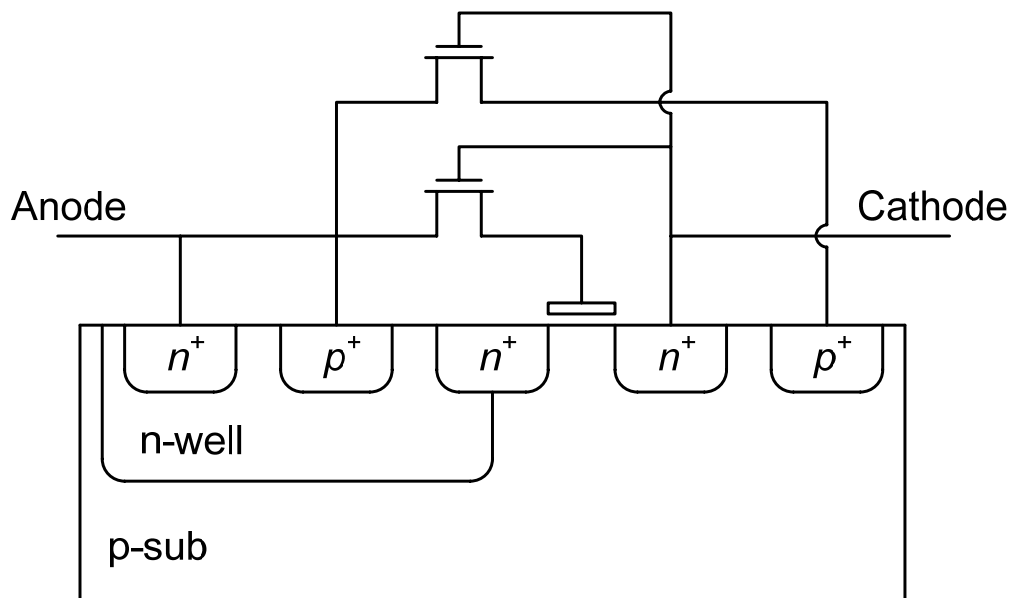 Anode
Cathode
n+ p+ n+ n+ p+
n-well
p-sub